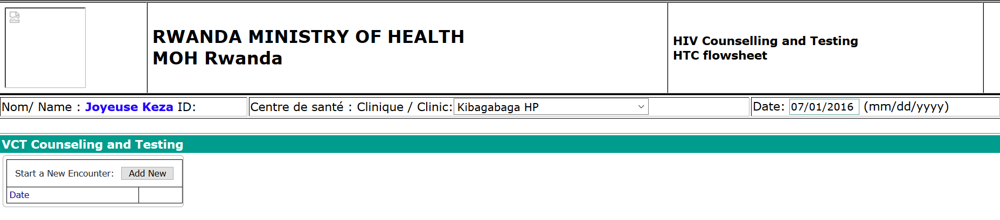 RWANDA MINISTRY OF HEALTH
MOH Rwanda
HIV Counselling and Testing
HTC flowsheet
Nom/ Name : Joyeuse Keza ID:
Centre de santé : Clinique / Clinic: Kibagabaga HP
Date: 07/01/2016 (mm/dd/yyyy)
VCT Counseling and Testing
Start a New Encounter: Add New
Date